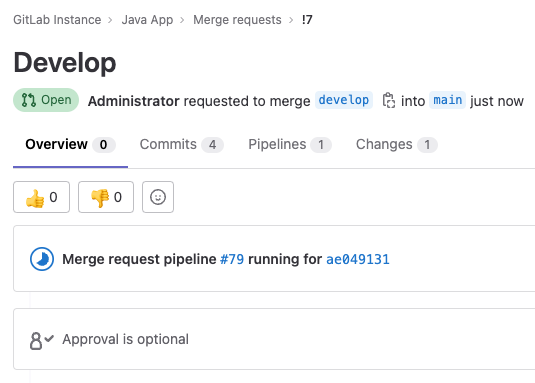 GitLab Instance > Java App > Merge requests > !7
Develop
Open Administrator requested to merge develop into main just now
Overview 0 Commits 4 Pipelines 1 Changes 1
0 0
Merge request pipeline #79 running for ae049131
Approval is optional